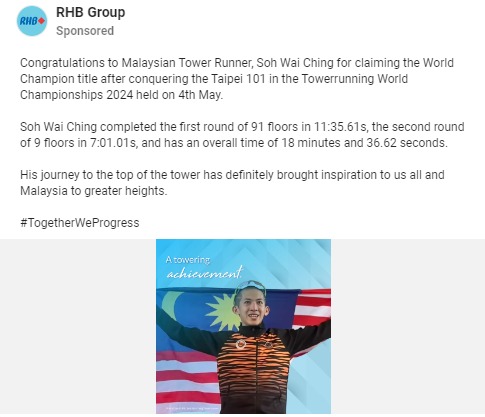 RHB
RHB Group
Sponsored
Congratulations to Malaysian Tower Runner, Soh Wai Ching for claiming the World
Champion title after conquering the Taipei 101 in the Towerrunning World
Championships 2024 held on 4th May.
Soh Wai Ching completed the first round of 91 floors in 11:35.61s, the second round
of 9 floors in 7:01.01s, and has an overall time of 18 minutes and 36.62 seconds.
His journey to the top of the tower has definitely brought inspiration to us all and
Malaysia to greater heights.
#TogetherWeProgress
A towering
achievement.